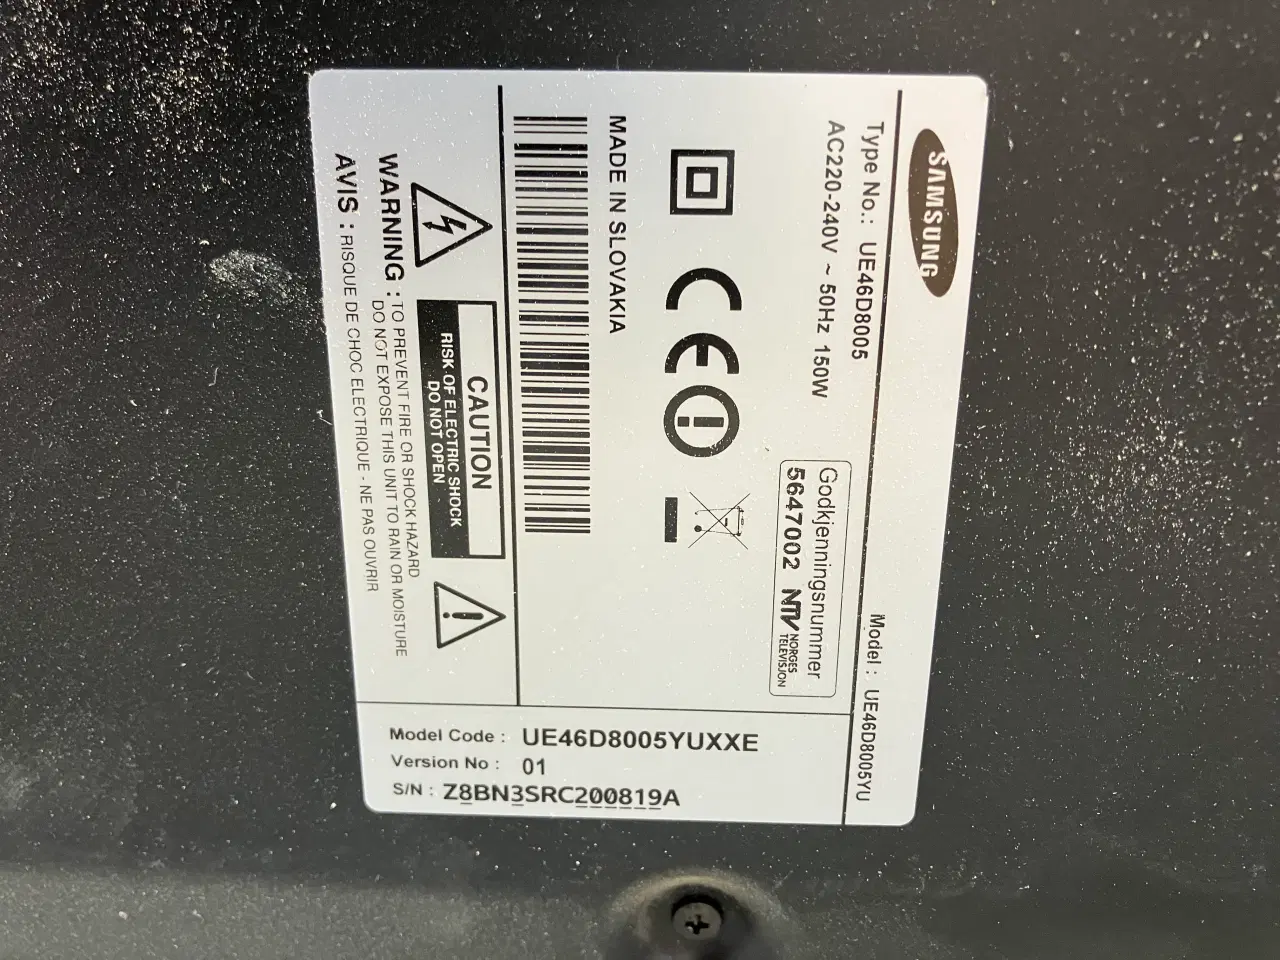 SAMSUNG
Type No.: UE46D8005
Model : UE46D8005YU
AC220-240V ~ 50Hz 150W
Godkjenningsnummer
5647002 NTV NORGES
TELEVISJON
MADE IN SLOVAKIA
CAUTION
RISK OF ELECTRIC SHOCK
DO NOT OPEN
WARNING : TO PREVENT FIRE OR SHOCK HAZARD
DO NOT EXPOSE THIS UNIT TO RAIN OR MOISTURE
AVIS : RISQUE DE CHOC ELECTRIQUE - NE PAS OUVRIR
Model Code : UE46D8005YUXXE
Version No : 01
S/N : Z8BN3SRC200819A